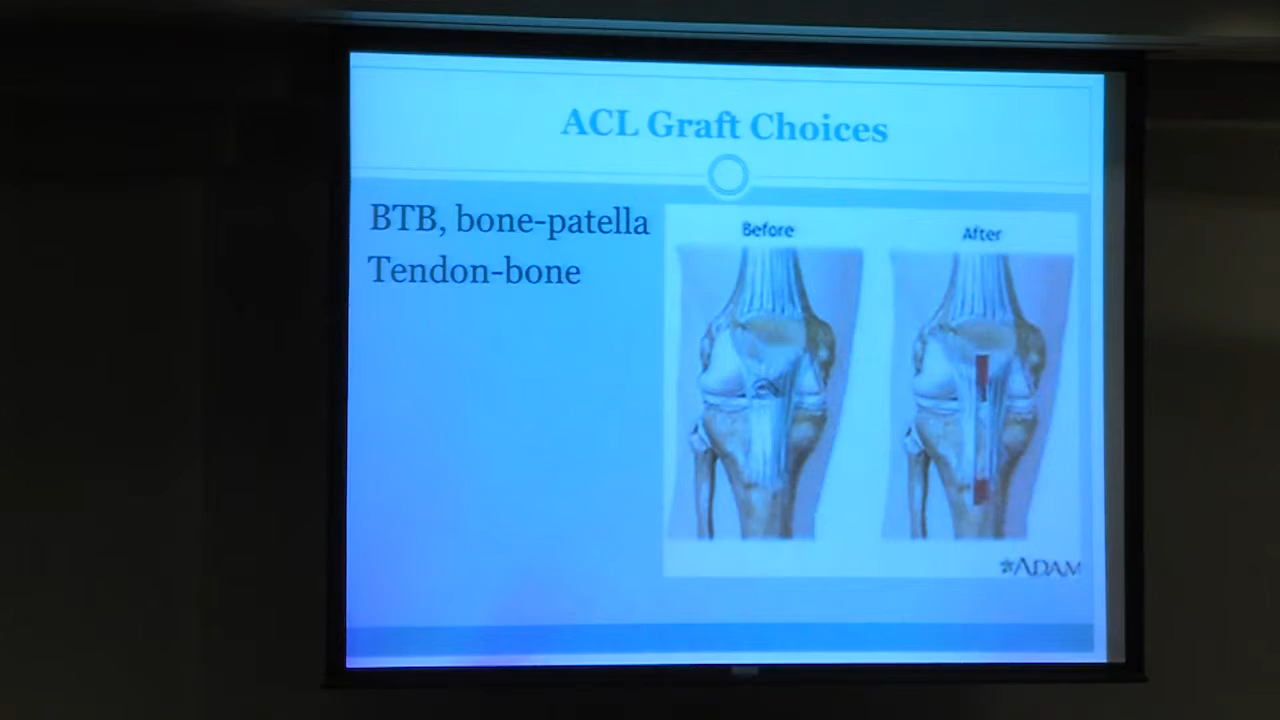 ACL Graft Choices
BTB, bone-patella
Tendon-bone
Before
After
*ADAM